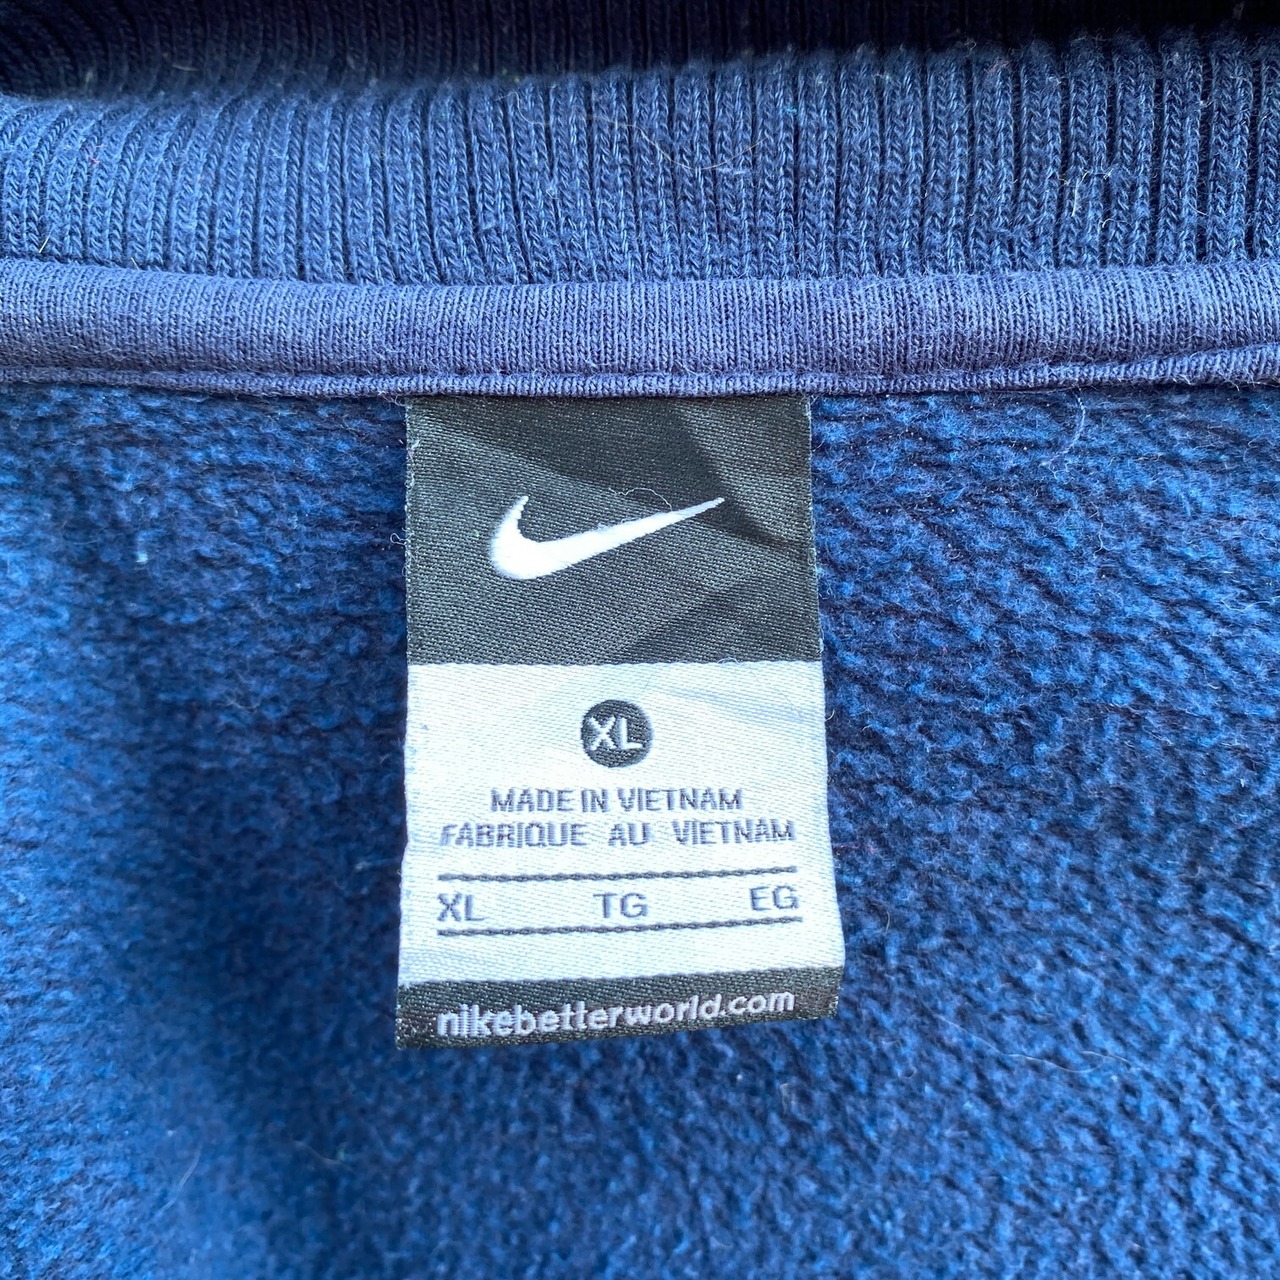 XL
MADE IN VIETNAM
FABRIQUE AU VIETNAM
XL TG EG
nikebetterworld.com